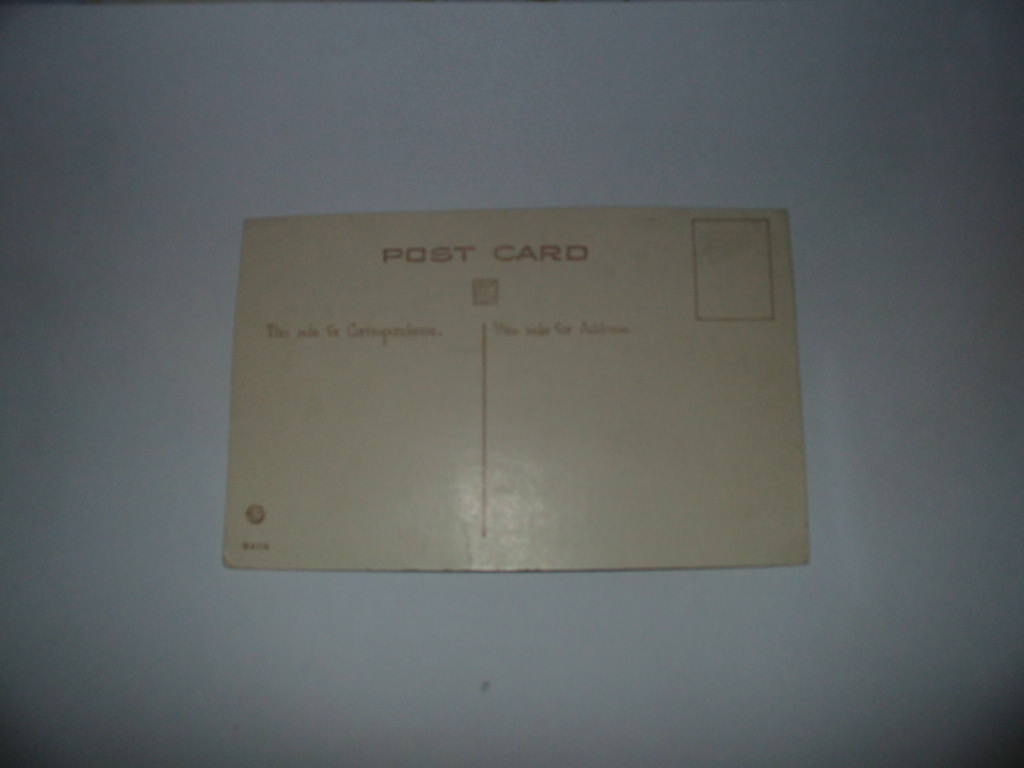 POST CARD
This side for Correspondence.
This side for Address